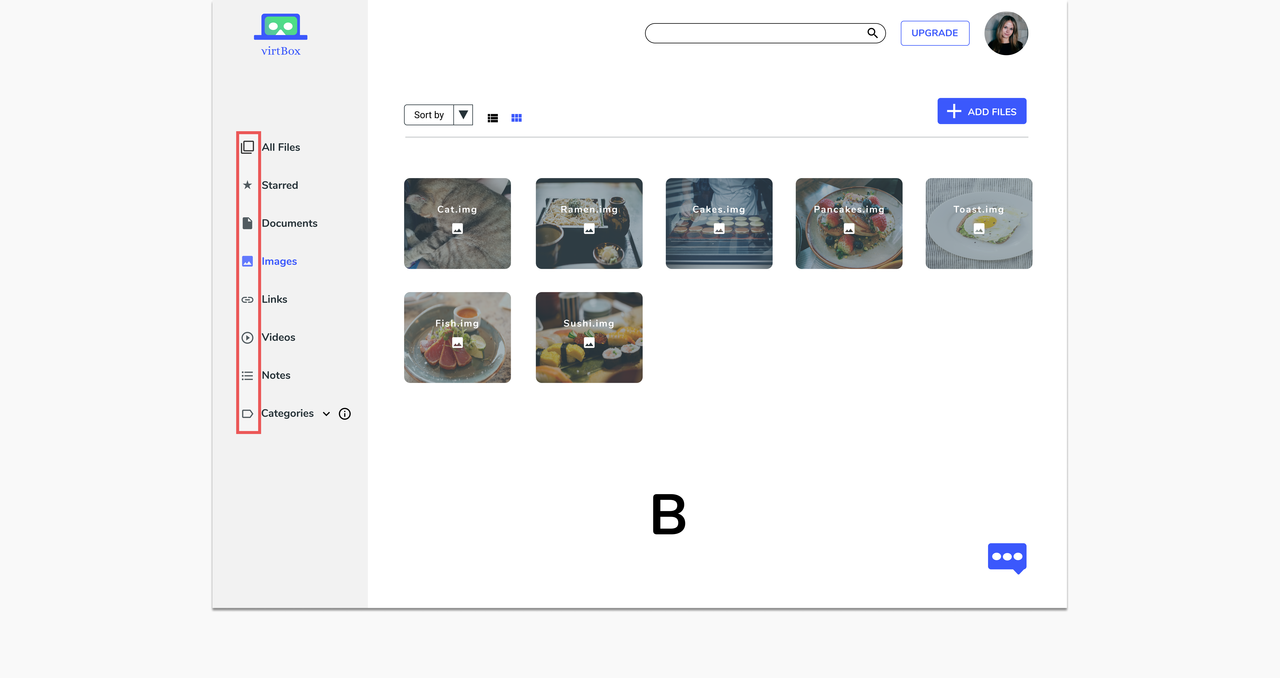 virtBox
UPGRADE
Sort by
ADD FILES
All Files
Starred
Documents
Images
Links
Videos
Notes
Categories
Cat.img
Ramen.img
Cakes.img
Pancakes.img
Toast.img
Fish.img
Sushi.img
B